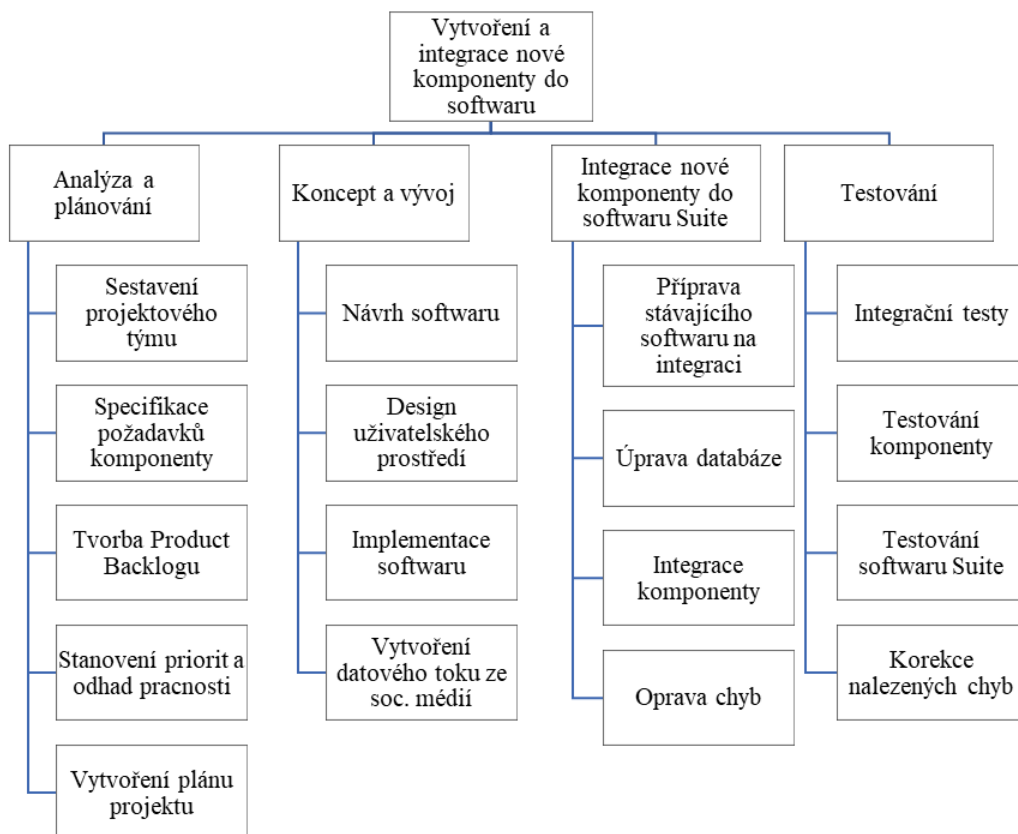 Vytvoření a
integrace nové
komponenty do
softwaru
Analýza a
plánování
Sestavení
projektového
týmu
Specifikace
požadavků
komponenty
Tvorba Product
Backlogu
Stanovení priorit a
odhad pracnosti
Vytvoření plánu
projektu
Koncept a vývoj
Návrh softwaru
Design
uživatelského
prostředí
Implementace
softwaru
Vytvoření
datového toku ze
soc. médií
Integrace nové
komponenty do
softwaru Suite
Příprava
stávajícího
softwaru na
integraci
Úprava databáze
Integrace
komponenty
Oprava chyb
Testování
Integrační testy
Testování
komponenty
Testování
softwaru Suite
Korekce
nalezených chyb